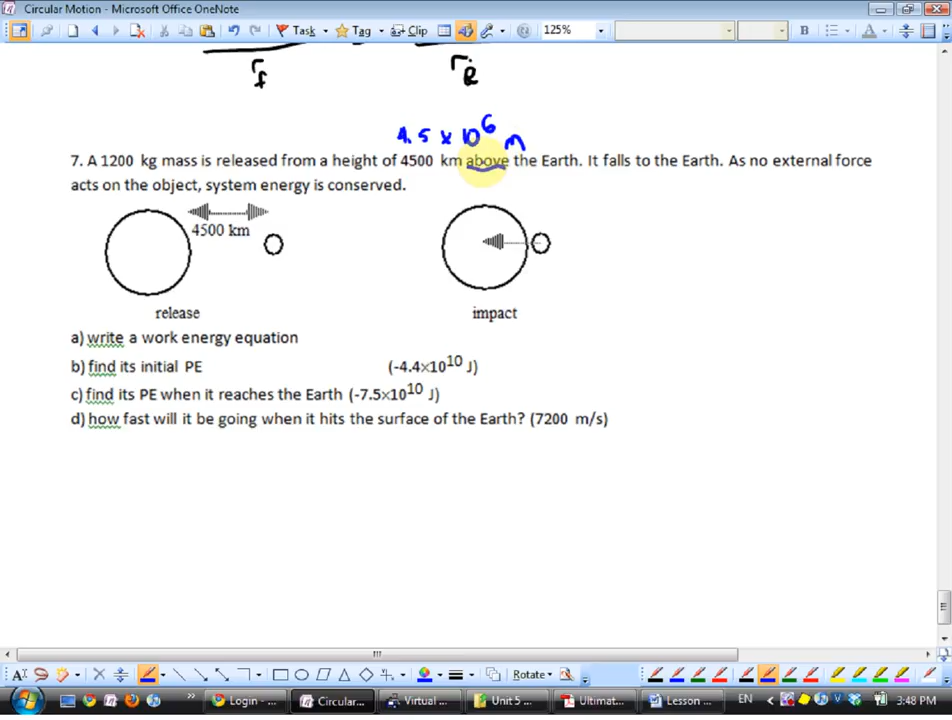 Circular Motion - Microsoft Office OneNote
Task Tag Clip 125% B A
rf rE
4.5 x 10^6 m
7. A 1200 kg mass is released from a height of 4500 km above the Earth. It falls to the Earth. As no external force
acts on the object, system energy is conserved.
4500 km
release impact
a) write a work energy equation
b) find its initial PE (-4.4×10^10 J)
c) find its PE when it reaches the Earth (-7.5×10^10 J)
d) how fast will it be going when it hits the surface of the Earth? (7200 m/s)
Rotate
Login - ... Circular... Virtual ... Unit 5 ... Ultimat... Lesson ... EN 3:48 PM